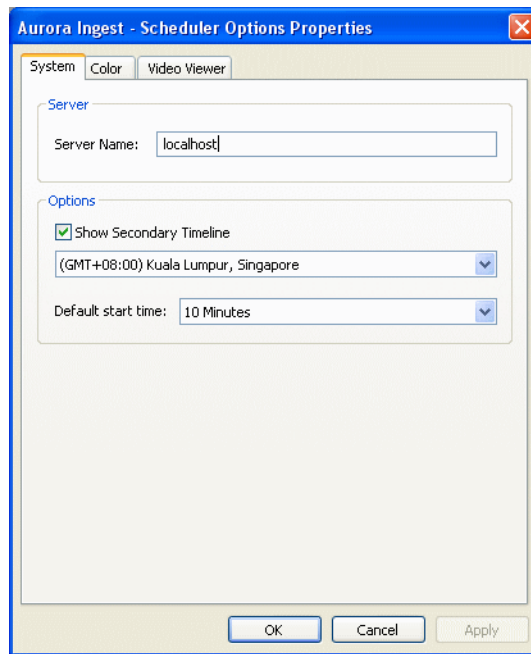 Aurora Ingest - Scheduler Options Properties
System Color Video Viewer
Server
Server Name: localhost
Options
Show Secondary Timeline
(GMT+08:00) Kuala Lumpur, Singapore
Default start time: 10 Minutes
OK Cancel Apply